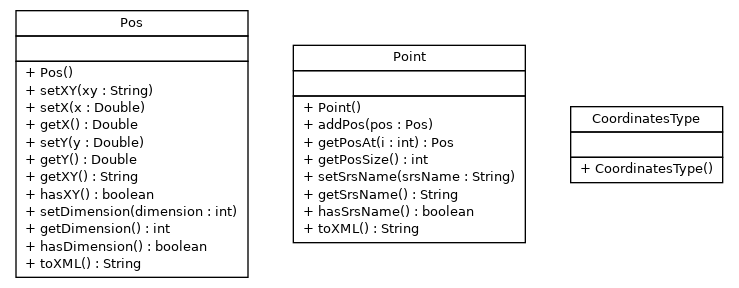 Pos
+ Pos()
+ setXY(xy : String)
+ setX(x : Double)
+ getX() : Double
+ setY(y : Double)
+ getY() : Double
+ getXY() : String
+ hasXY() : boolean
+ setDimension(dimension : int)
+ getDimension() : int
+ hasDimension() : boolean
+ toXML() : String
Point
+ Point()
+ addPos(pos : Pos)
+ getPosAt(i : int) : Pos
+ getPosSize() : int
+ setSrsName(srsName : String)
+ getSrsName() : String
+ hasSrsName() : boolean
+ toXML() : String
CoordinatesType
+ CoordinatesType()